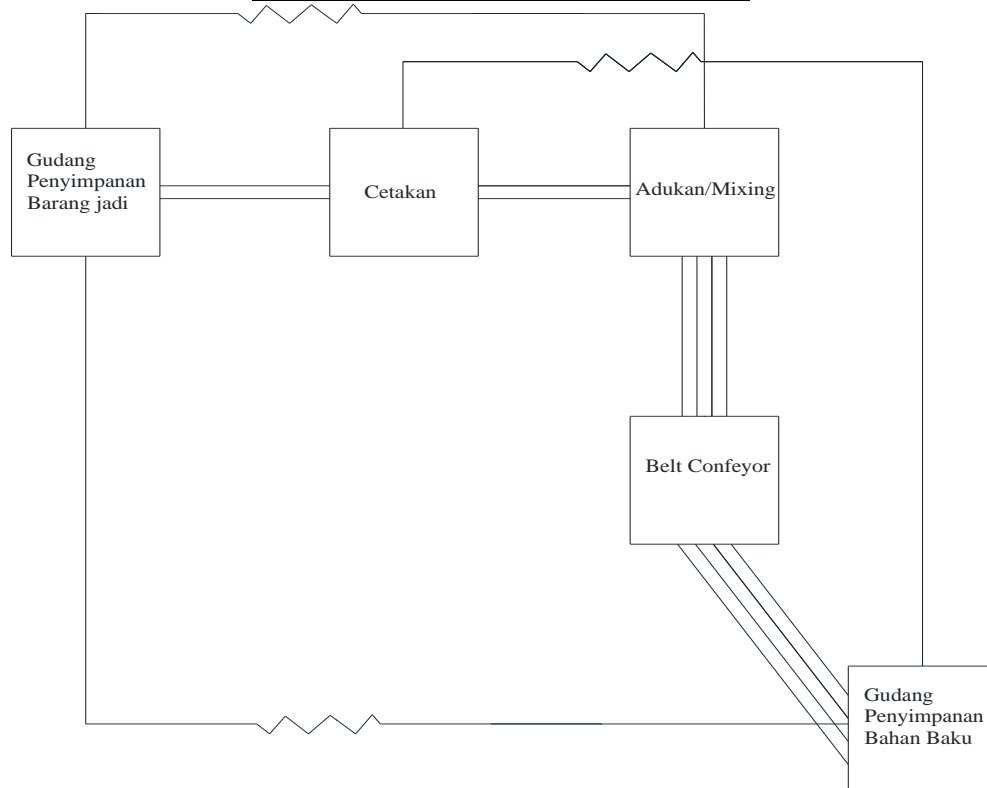 Gudang
Penyimpanan
Barang jadi
Cetakan
Adukan/Mixing
Belt Confeyor
Gudang
Penyimpanan
Bahan Baku